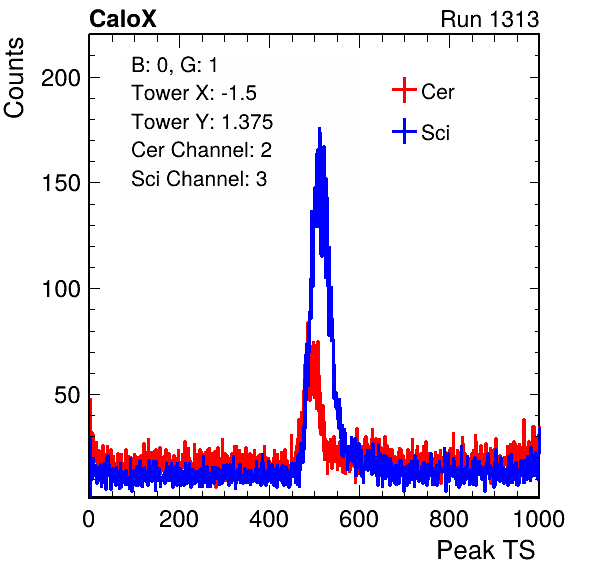 CaloX Run 1313
Counts
B: 0, G: 1
Tower X: -1.5
Tower Y: 1.375
Cer Channel: 2
Sci Channel: 3
Cer
Sci
200
150
100
50
0 200 400 600 800 1000
Peak TS